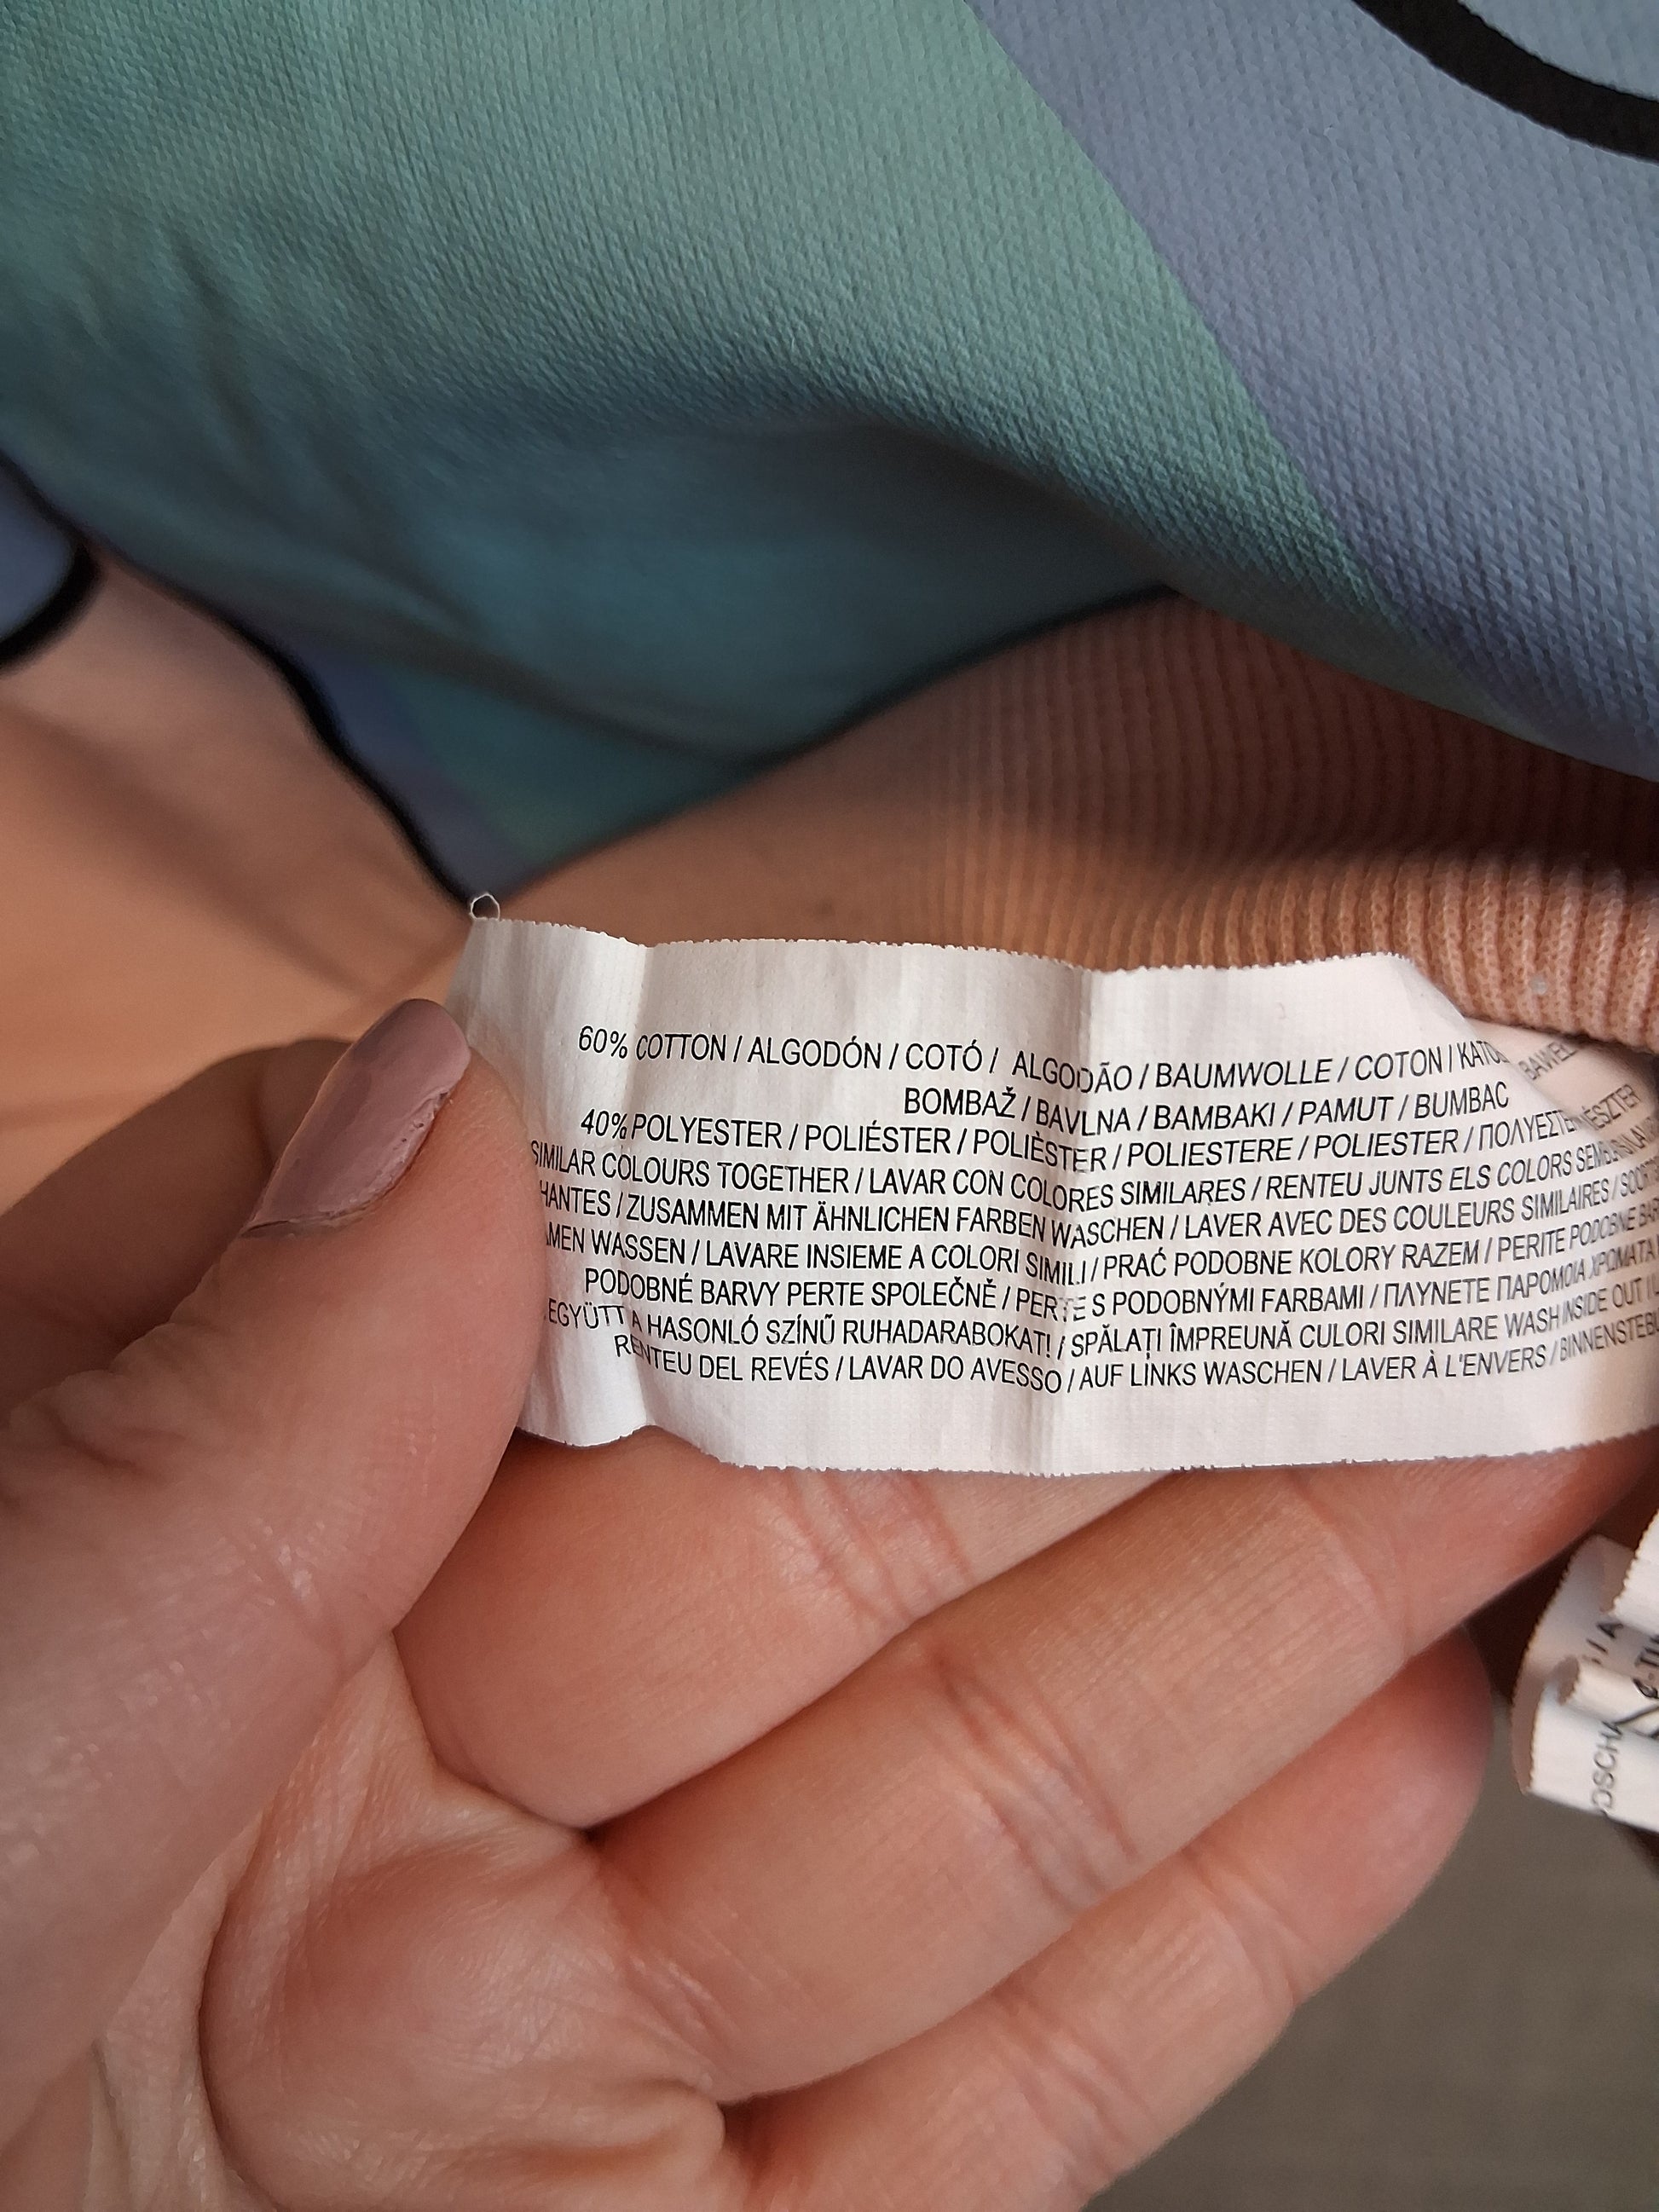 60% COTTON / ALGODÓN / COTÓ / ALGODÃO / BAUMWOLLE / COTON /
BOMBAŽ / BAVLNA / BAMBAKI / PAMUT / BUMBAC
40% POLYESTER / POLIÉSTER / POLIÈSTER / POLIESTERE / POLIESTER /
SIMILAR COLOURS TOGETHER / LAVAR CON COLORES SIMILARES / RENTEU JUNTS ELS COLORS
HANTES / ZUSAMMEN MIT ÄHNLICHEN FARBEN WASCHEN / LAVER AVEC DES COULEURS SIMILAIRES /
MEN WASSEN / LAVARE INSIEME A COLORI SIMILI / PRAĆ PODOBNE KOLORY RAZEM / PERITE PODOBNE
PODOBNÉ BARVY PERTE SPOLEČNĚ / PERTE S PODOBNÝMI FARBAMI / ΠΛΥΝΕΤΕ ΠΑΡΟΜΟΙΑ ΧΡΩΜΑΤΑ
EGYÜTT A HASONLÓ SZÍNŰ RUHADARABOKAT! / SPĂLAȚI ÎMPREUNĂ CULORI SIMILARE WASH INSIDE OUT /
RENTEU DEL REVÉS / LAVAR DO AVESSO / AUF LINKS WASCHEN / LAVER À L'ENVERS /